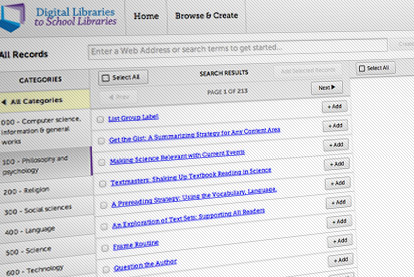 Digital Libraries
to School Libraries
Home
Browse & Create
All Records
Enter a Web Address or search terms to get started...
Create
CATEGORIES
All Categories
000 - Computer science,
information & general
works
100 - Philosophy and
psychology
200 - Religion
300 - Social sciences
400 - Language
500 - Science
600 - Technology
Select All
SEARCH RESULTS
Add Selected Records
Select All
Prev
PAGE 1 OF 213
Next
List Group Label
+ Add
Get the Gist: A Summarizing Strategy for Any Content Area
+ Add
Making Science Relevant with Current Events
+ Add
Textmasters: Shaking Up Textbook Reading in Science
+ Add
A Prereading Strategy: Using the Vocabulary, Language,
+ Add
An Exploration of Text Sets: Supporting All Readers
+ Add
Frame Routine
+ Add
Question the Author
+ Add